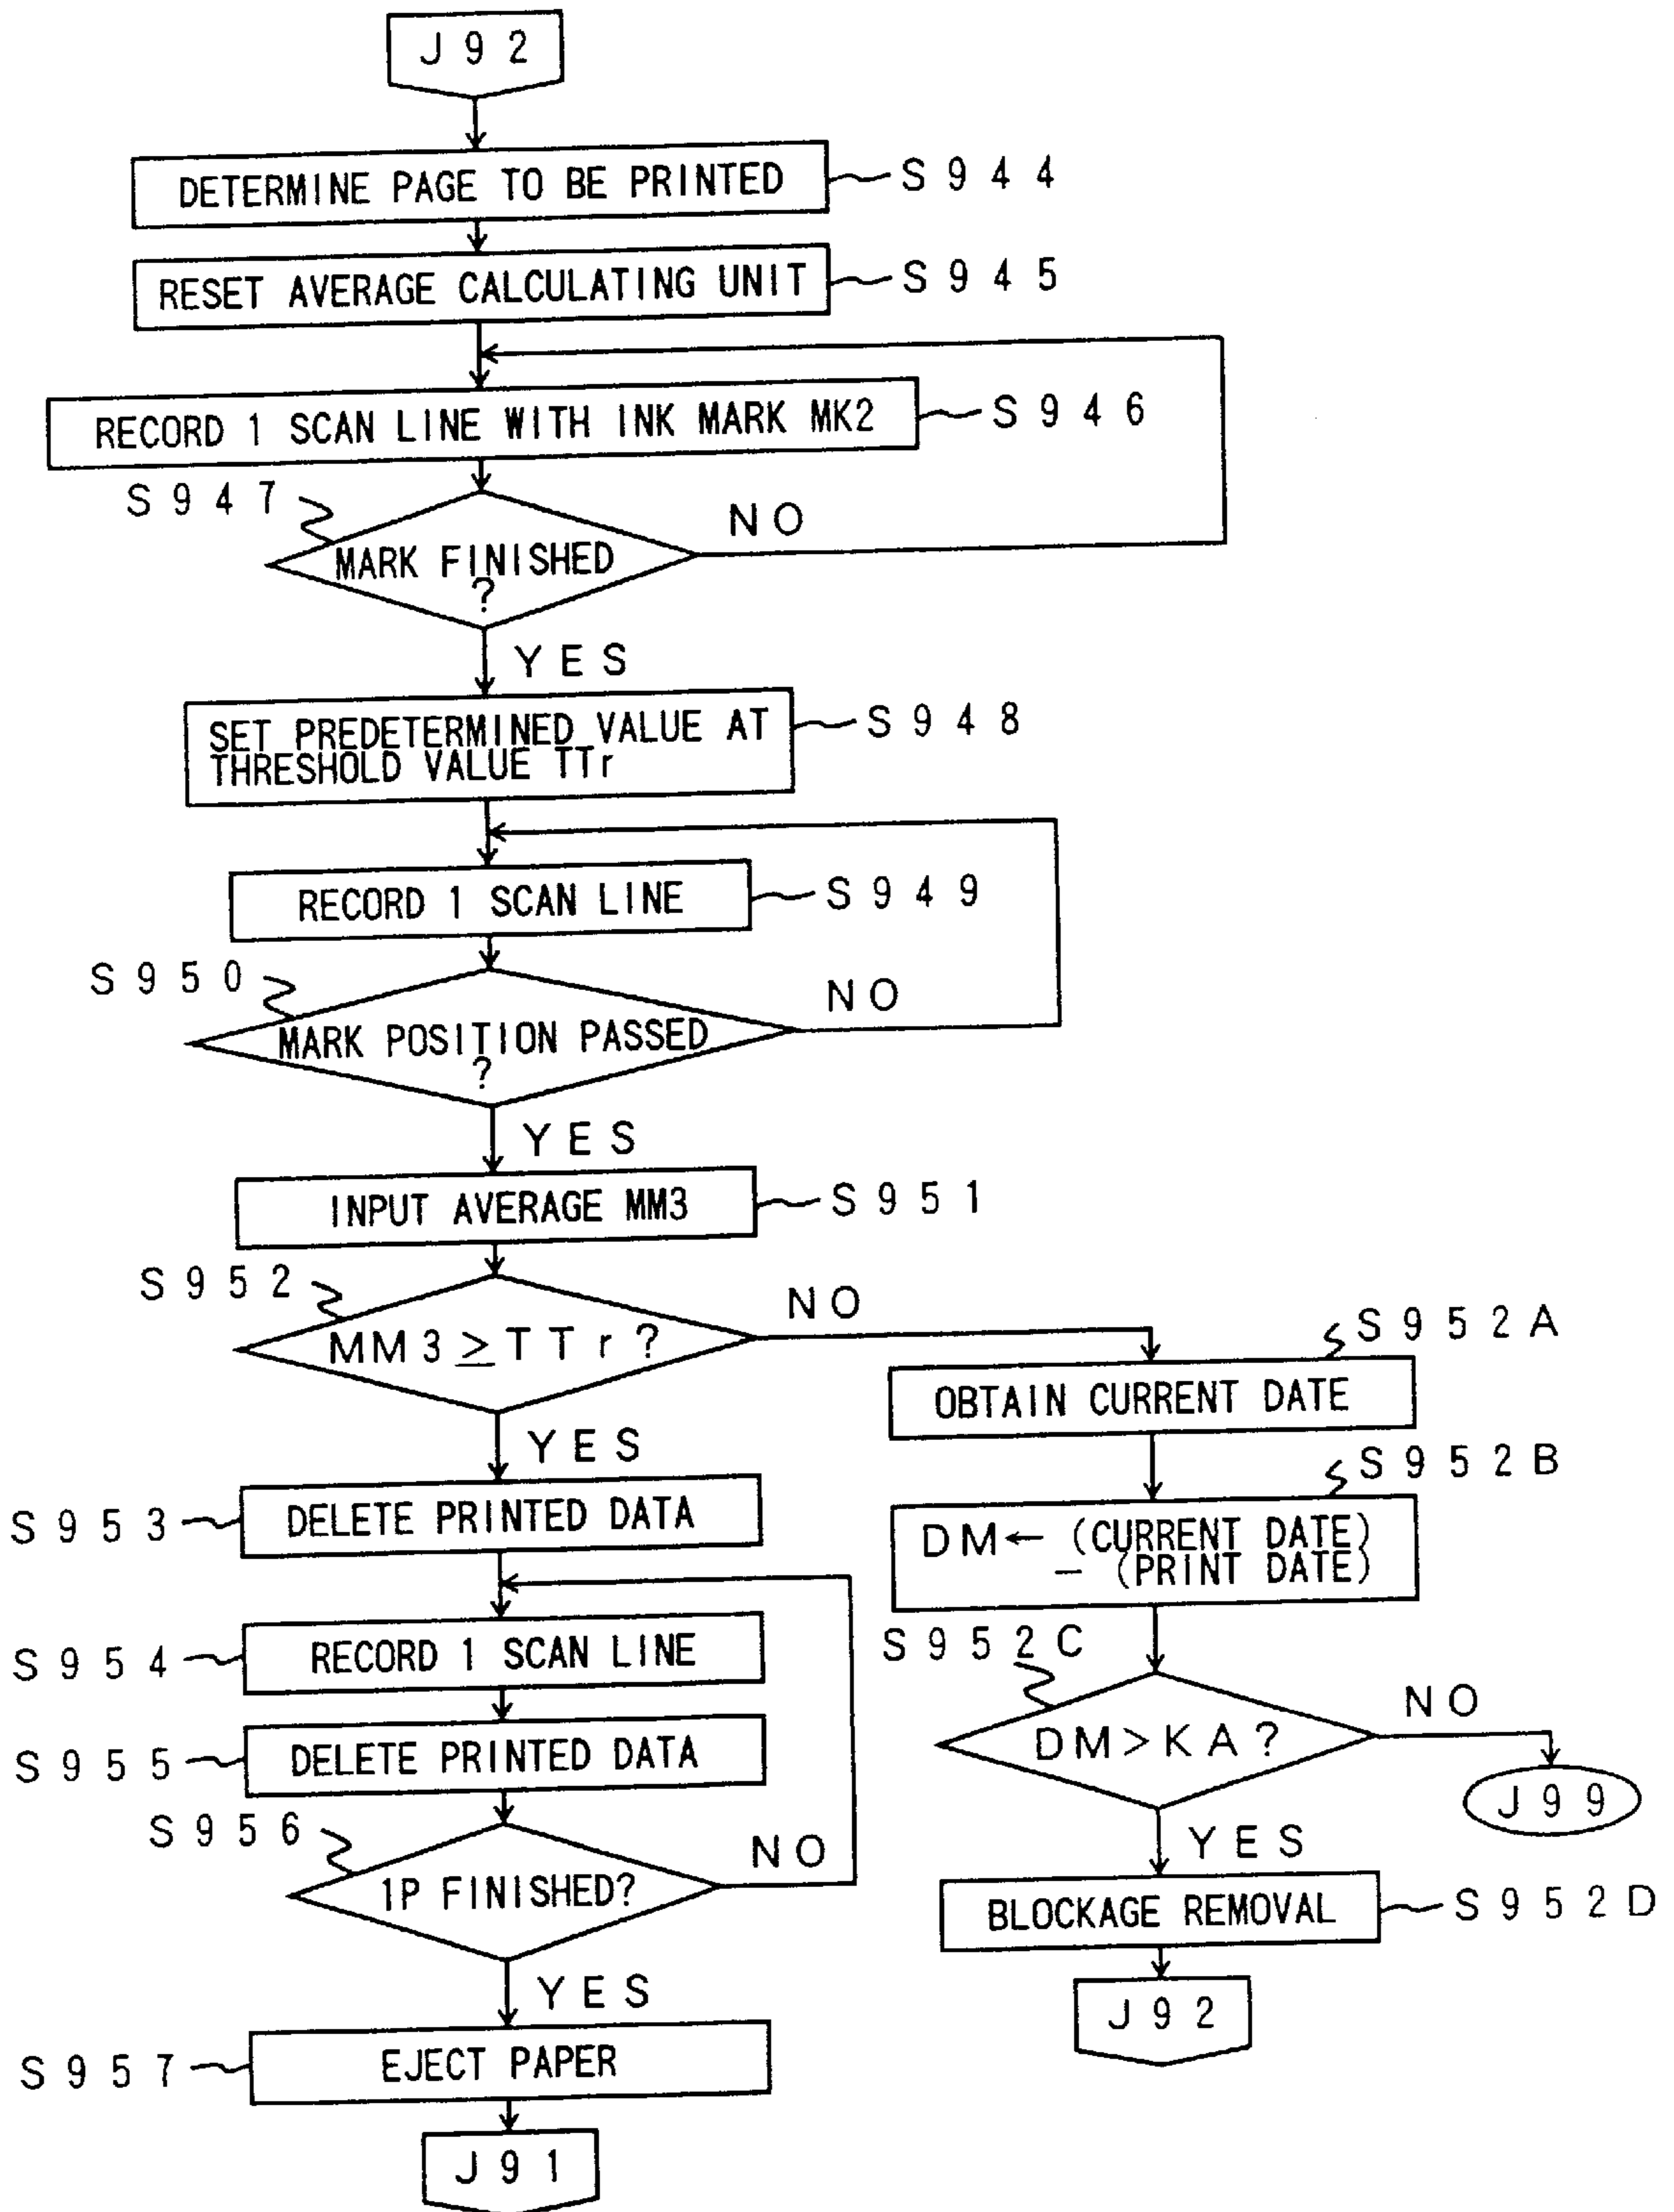 J92
DETERMINE PAGE TO BE PRINTED
S944
RESET AVERAGE CALCULATING UNIT
S945
RECORD 1 SCAN LINE WITH INK MARK MK2
S946
S947
MARK FINISHED
?
NO
YES
SET PREDETERMINED VALUE AT
THRESHOLD VALUE TTr
S948
RECORD 1 SCAN LINE
S949
S950
MARK POSITION PASSED
?
NO
YES
INPUT AVERAGE MM3
S951
S952
MM3≥TTr?
NO
YES
S952A
OBTAIN CURRENT DATE
S952B
DM← (CURRENT DATE)
− (PRINT DATE)
S952C
DM>KA?
NO
J99
YES
BLOCKAGE REMOVAL
S952D
J92
S953
DELETE PRINTED DATA
S954
RECORD 1 SCAN LINE
S955
DELETE PRINTED DATA
S956
1P FINISHED?
NO
YES
S957
EJECT PAPER
J91